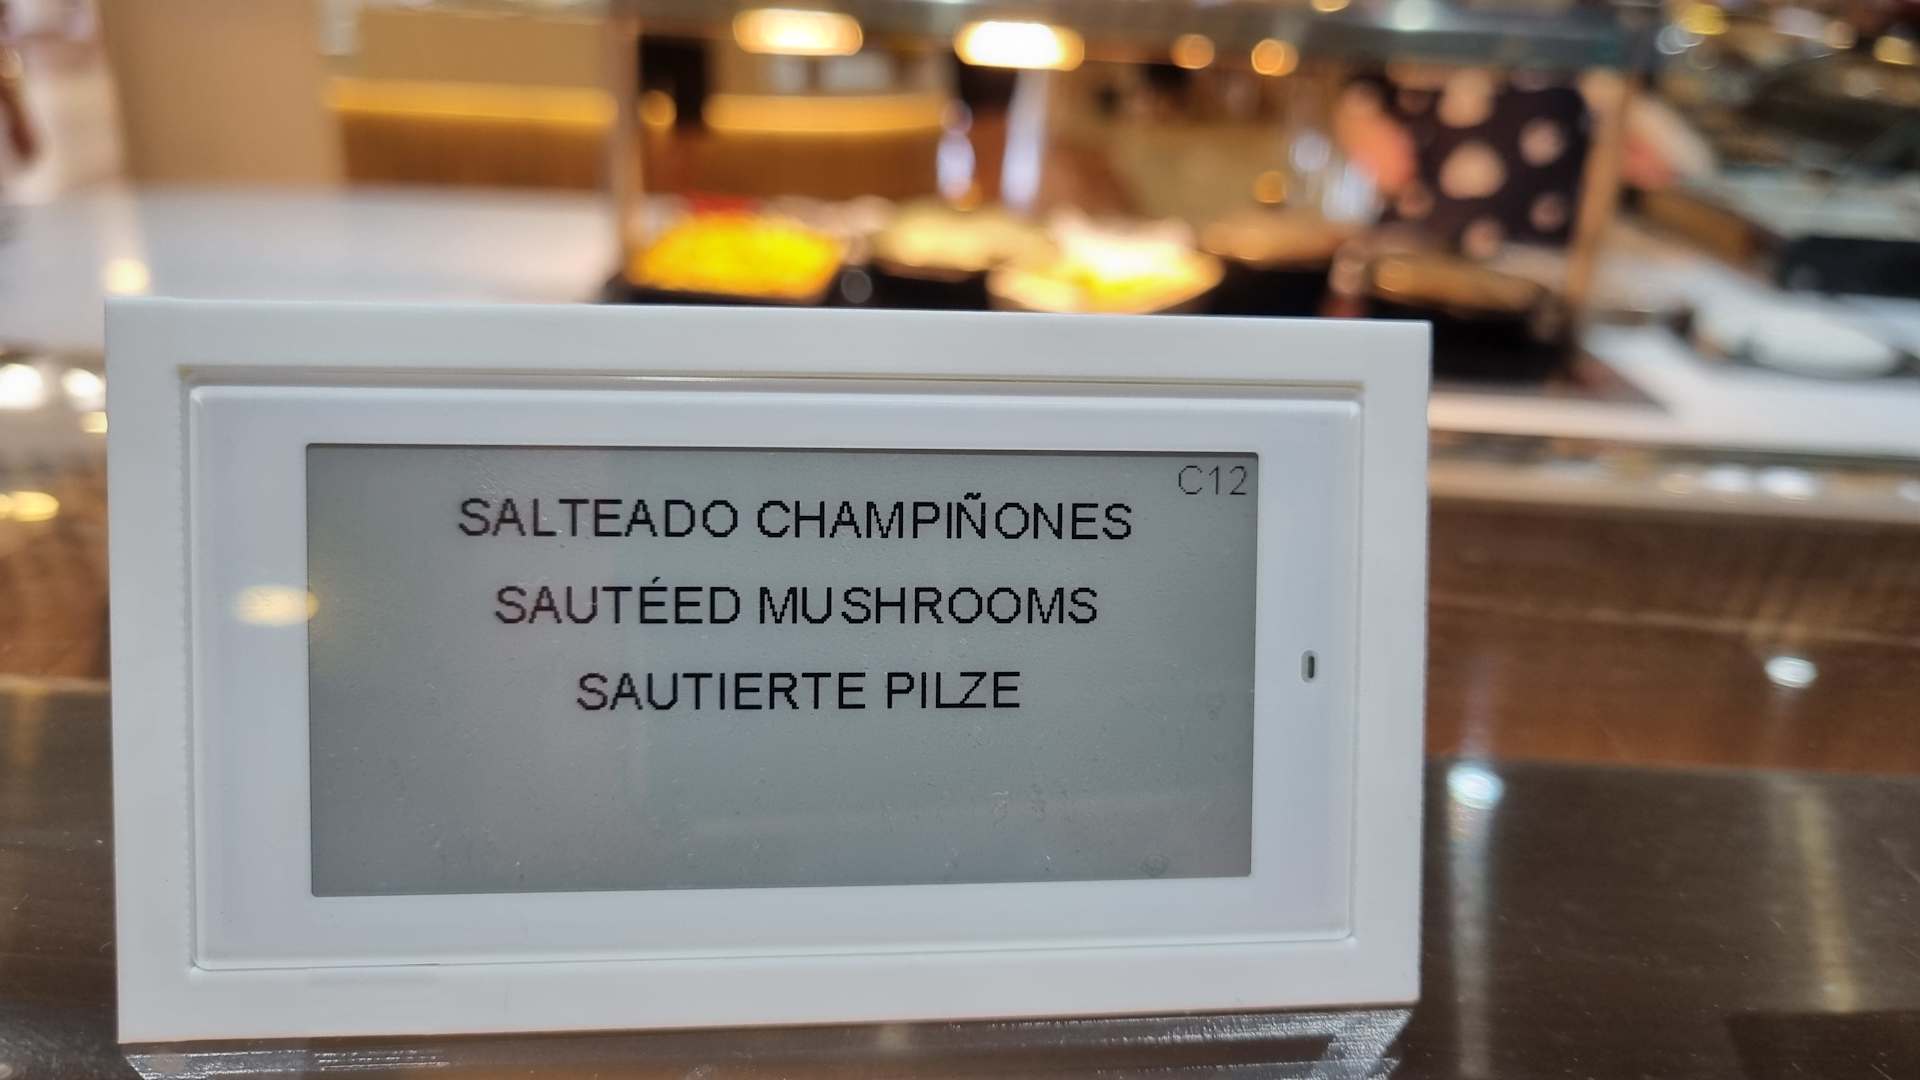 C12
SALTEADO CHAMPIÑONES
SAUTÉED MUSHROOMS
SAUTIERTE PILZE